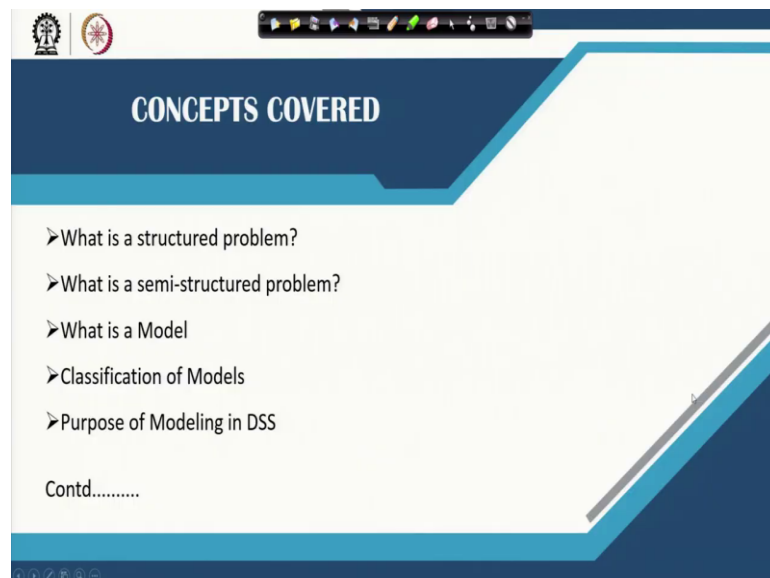 CONCEPTS COVERED
➤What is a structured problem?
➤What is a semi-structured problem?
➤What is a Model
➤Classification of Models
➤Purpose of Modeling in DSS
Contd..........